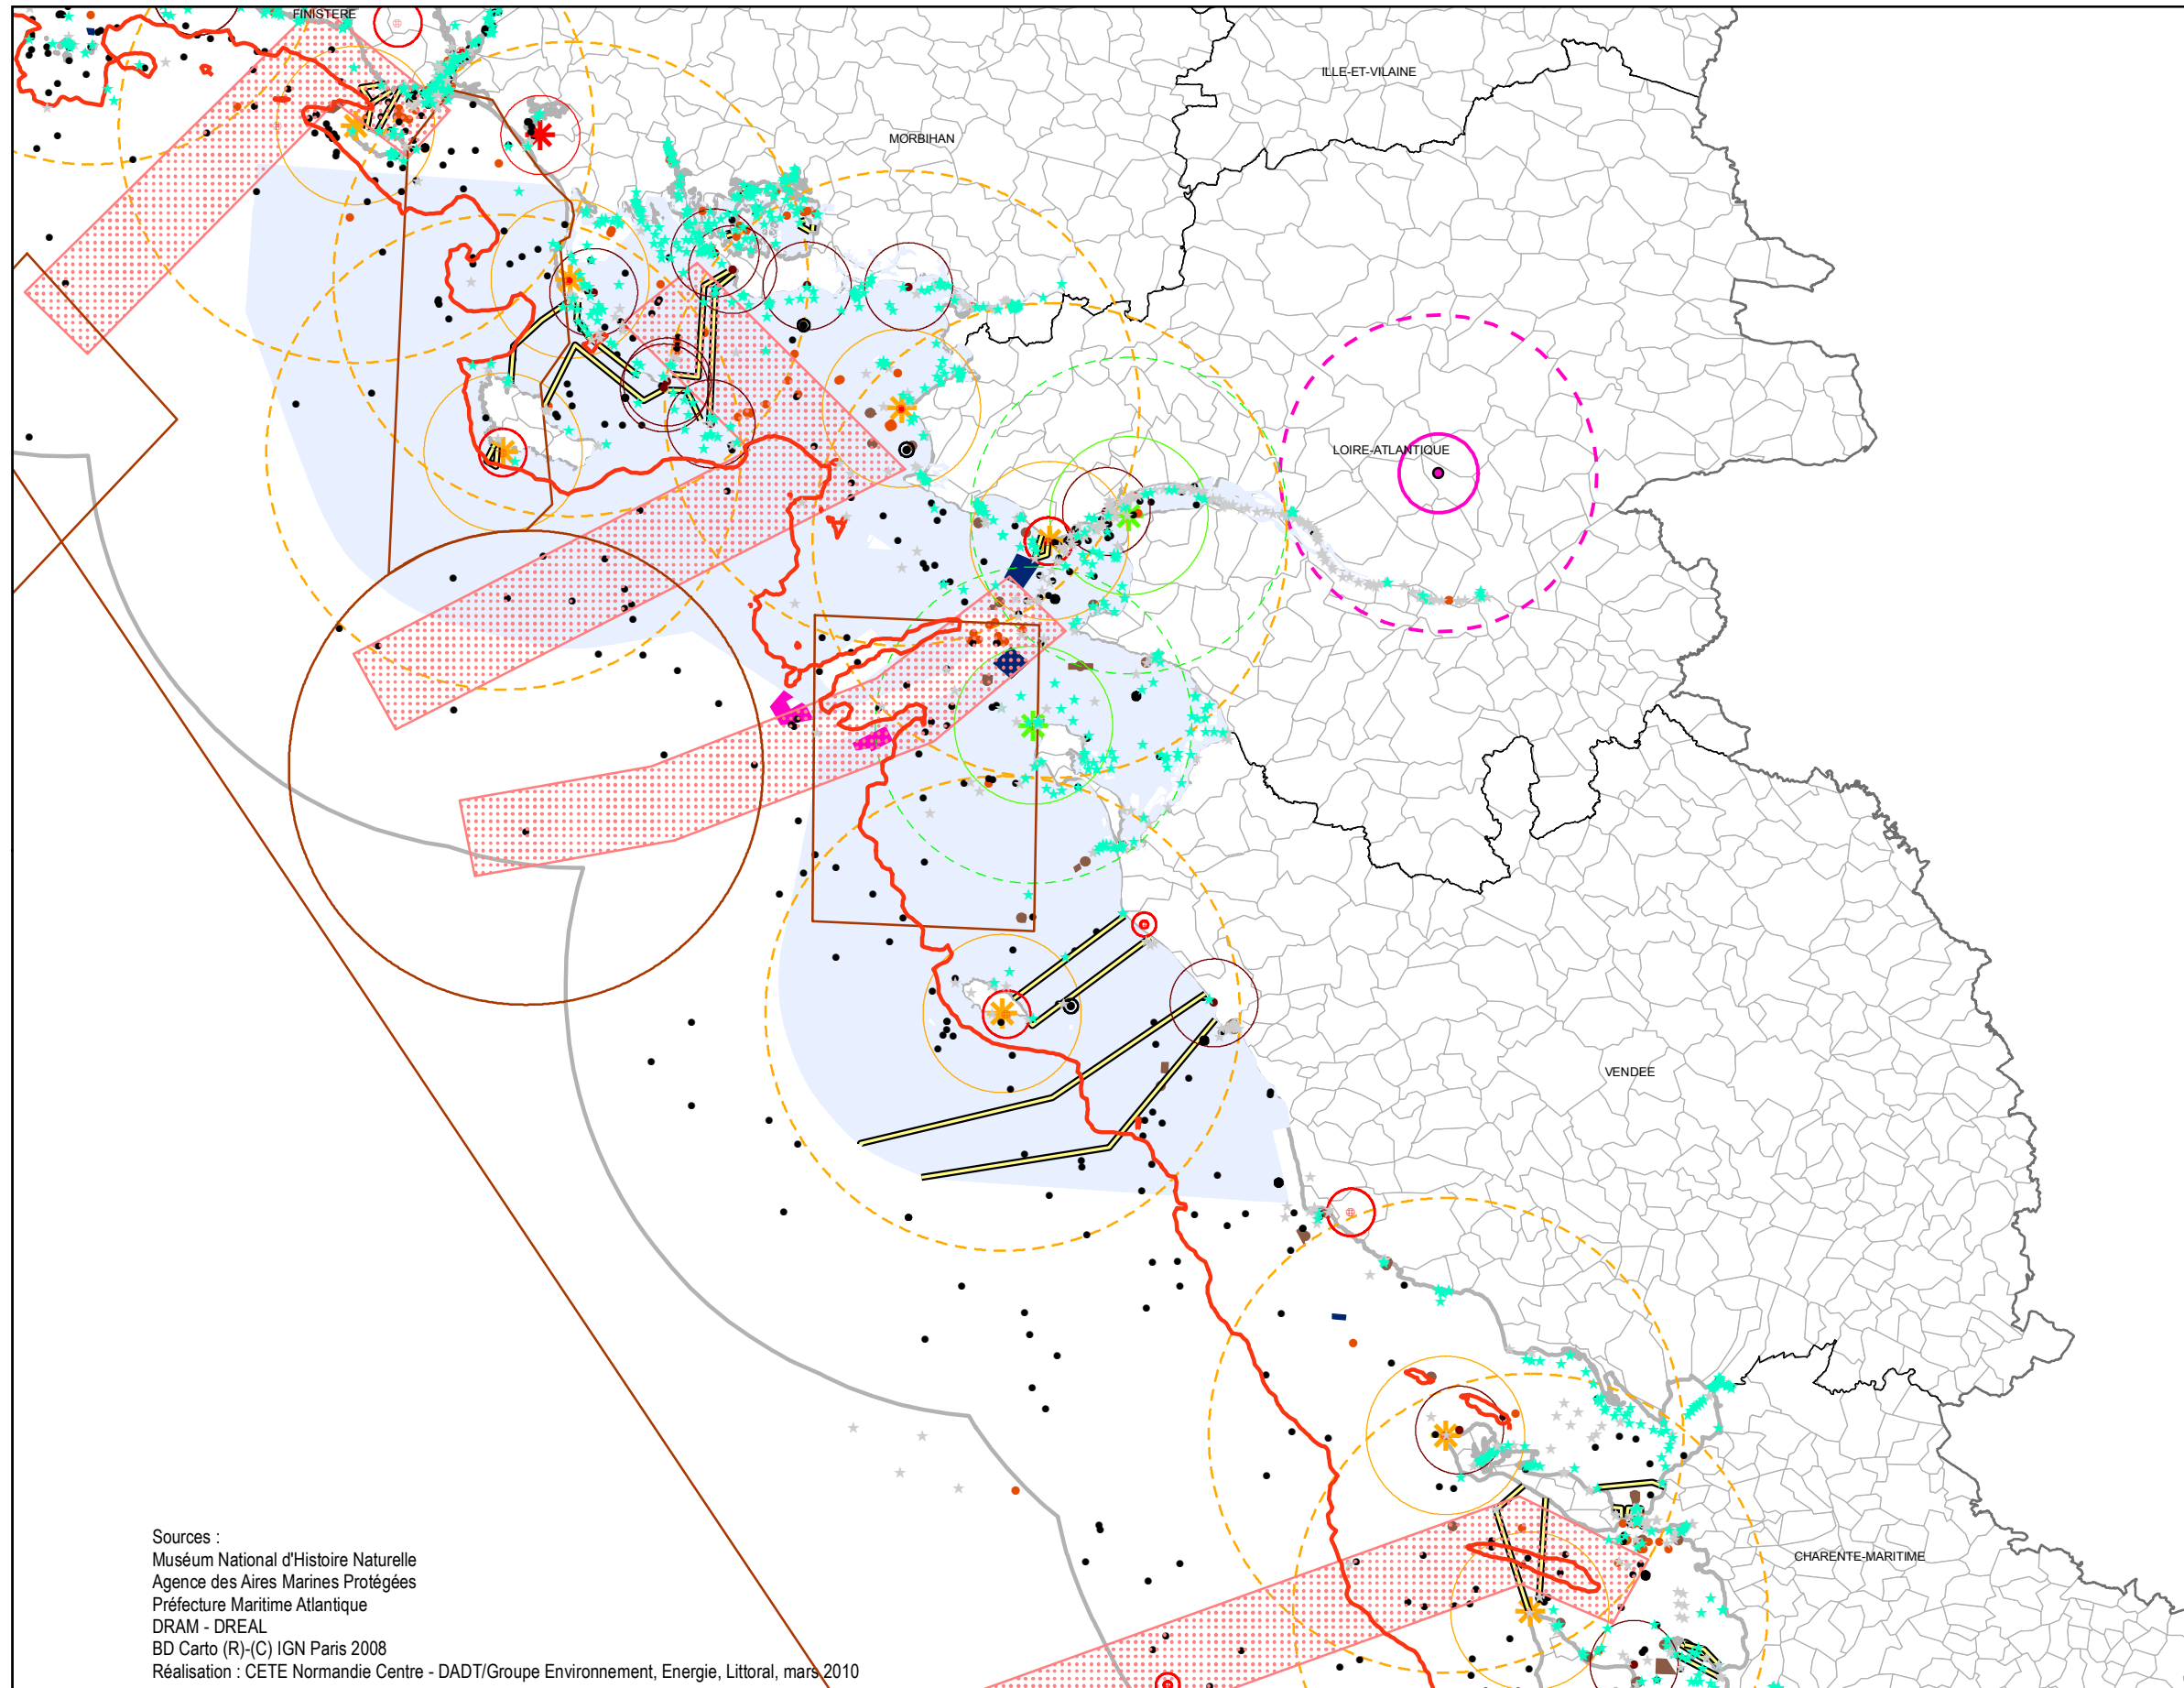 FINISTERE
ILLE-ET-VILAINE
MORBIHAN
LOIRE-ATLANTIQUE
VENDEE
CHARENTE-MARITIME
Sources :
Muséum National d'Histoire Naturelle
Agence des Aires Marines Protégées
Préfecture Maritime Atlantique
DRAM - DREAL
BD Carto (R)-(C) IGN Paris 2008
Réalisation : CETE Normandie Centre - DADT/Groupe Environnement, Energie, Littoral, mars 2010